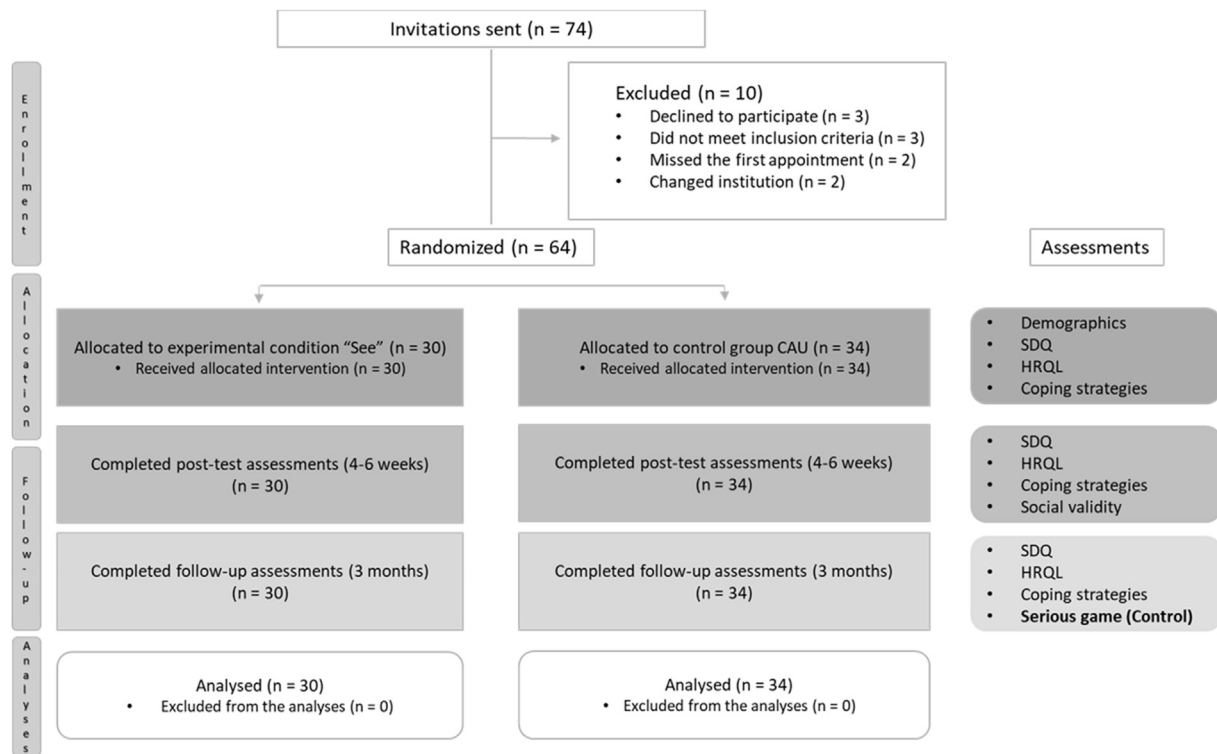 Invitations sent (n = 74)
Enrollment
Excluded (n = 10)
• Declined to participate (n = 3)
• Did not meet inclusion criteria (n = 3)
• Missed the first appointment (n = 2)
• Changed institution (n = 2)
Randomized (n = 64)
Assessments
Allocation
Allocated to experimental condition “See” (n = 30)
• Received allocated intervention (n = 30)
Allocated to control group CAU (n = 34)
• Received allocated intervention (n = 34)
• Demographics
• SDQ
• HRQL
• Coping strategies
Follow-up
Completed post-test assessments (4-6 weeks)
(n = 30)
Completed post-test assessments (4-6 weeks)
(n = 34)
• SDQ
• HRQL
• Coping strategies
• Social validity
Completed follow-up assessments (3 months)
(n = 30)
Completed follow-up assessments (3 months)
(n = 34)
• SDQ
• HRQL
• Coping strategies
• Serious game (Control)
Analyses
Analysed (n = 30)
• Excluded from the analyses (n = 0)
Analysed (n = 34)
• Excluded from the analyses (n = 0)